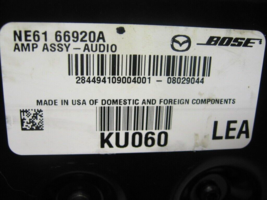 NE61 66920A
AMP ASSY-AUDIO
BOSE
284494109004001 -08029044
MADE IN USA OF DOMESTIC AND FOREIGN COMPONENTS
KU060
LEA